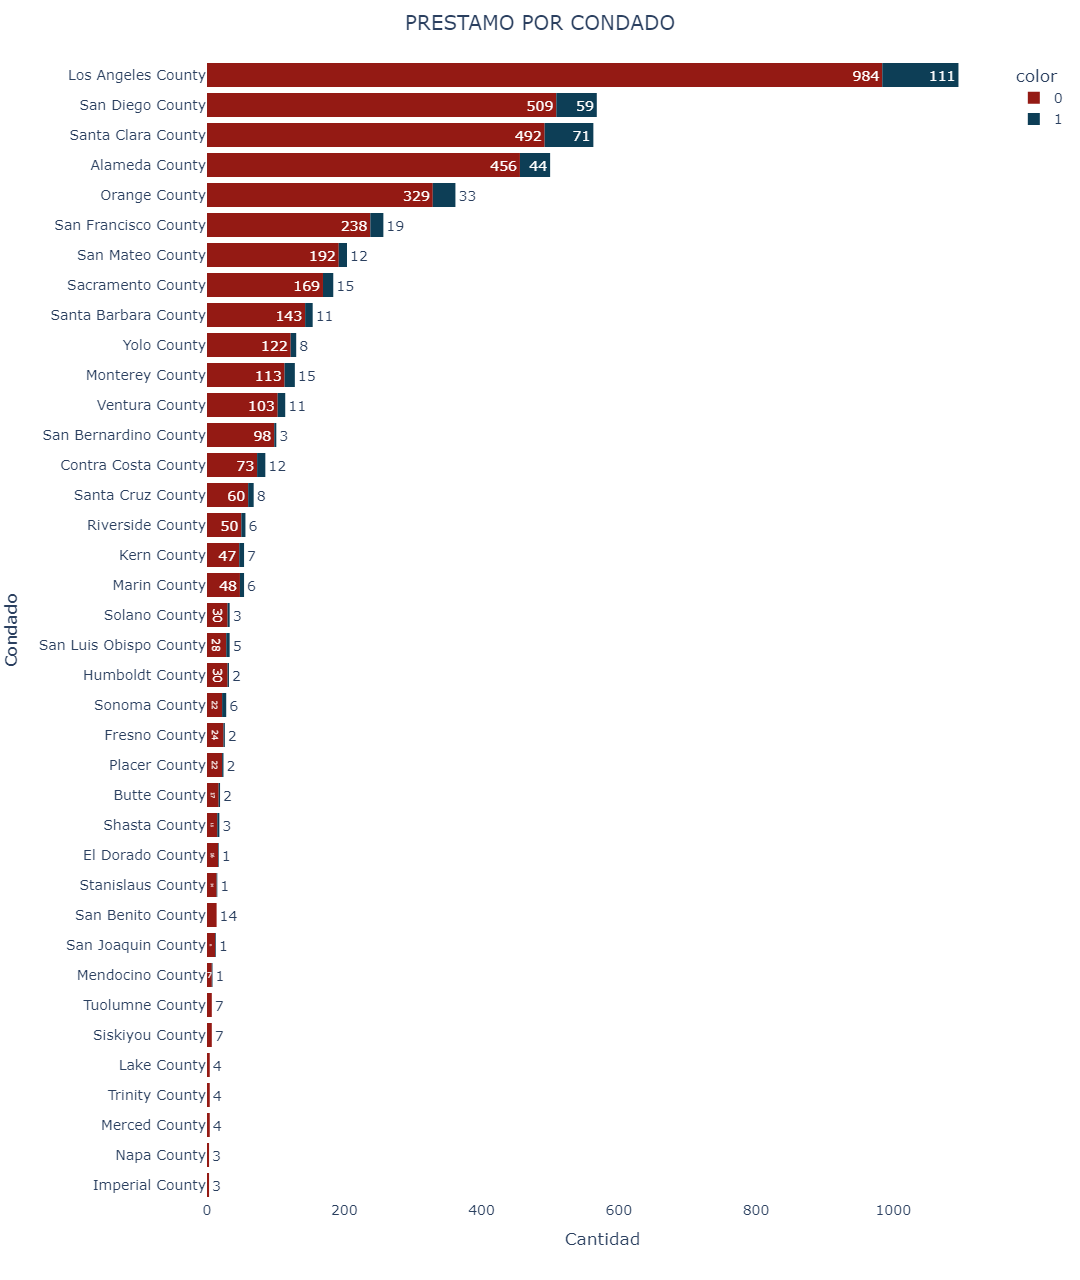 PRESTAMO POR CONDADO
color
0
1
Condado
Los Angeles County 984 111
San Diego County 509 59
Santa Clara County 492 71
Alameda County 456 44
Orange County 329 33
San Francisco County 238 19
San Mateo County 192 12
Sacramento County 169 15
Santa Barbara County 143 11
Yolo County 122 8
Monterey County 113 15
Ventura County 103 11
San Bernardino County 98 3
Contra Costa County 73 12
Santa Cruz County 60 8
Riverside County 50 6
Kern County 47 7
Marin County 48 6
Solano County 30 3
San Luis Obispo County 28 5
Humboldt County 30 2
Sonoma County 22 6
Fresno County 24 2
Placer County 22 2
Butte County 2
Shasta County 3
El Dorado County 1
Stanislaus County 1
San Benito County 14
San Joaquin County 1
Mendocino County 7 1
Tuolumne County 7
Siskiyou County 7
Lake County 4
Trinity County 4
Merced County 4
Napa County 3
Imperial County 3
0 200 400 600 800 1000
Cantidad